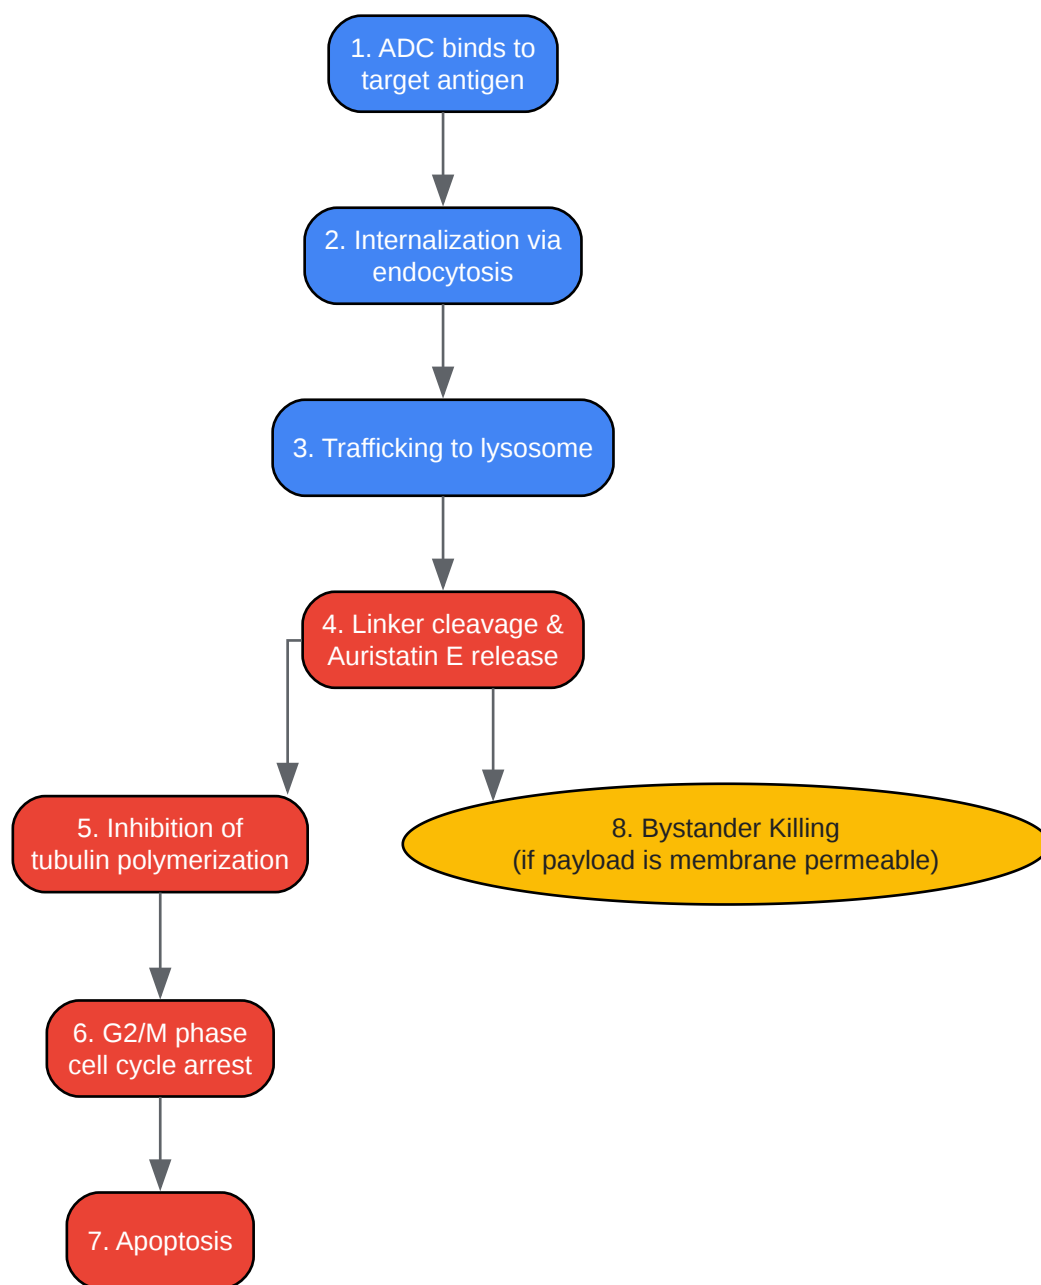 1. ADC binds to
target antigen
2. Internalization via
endocytosis
3. Trafficking to lysosome
4. Linker cleavage &
Auristatin E release
5. Inhibition of
tubulin polymerization
8. Bystander Killing
(if payload is membrane permeable)
6. G2/M phase
cell cycle arrest
7. Apoptosis